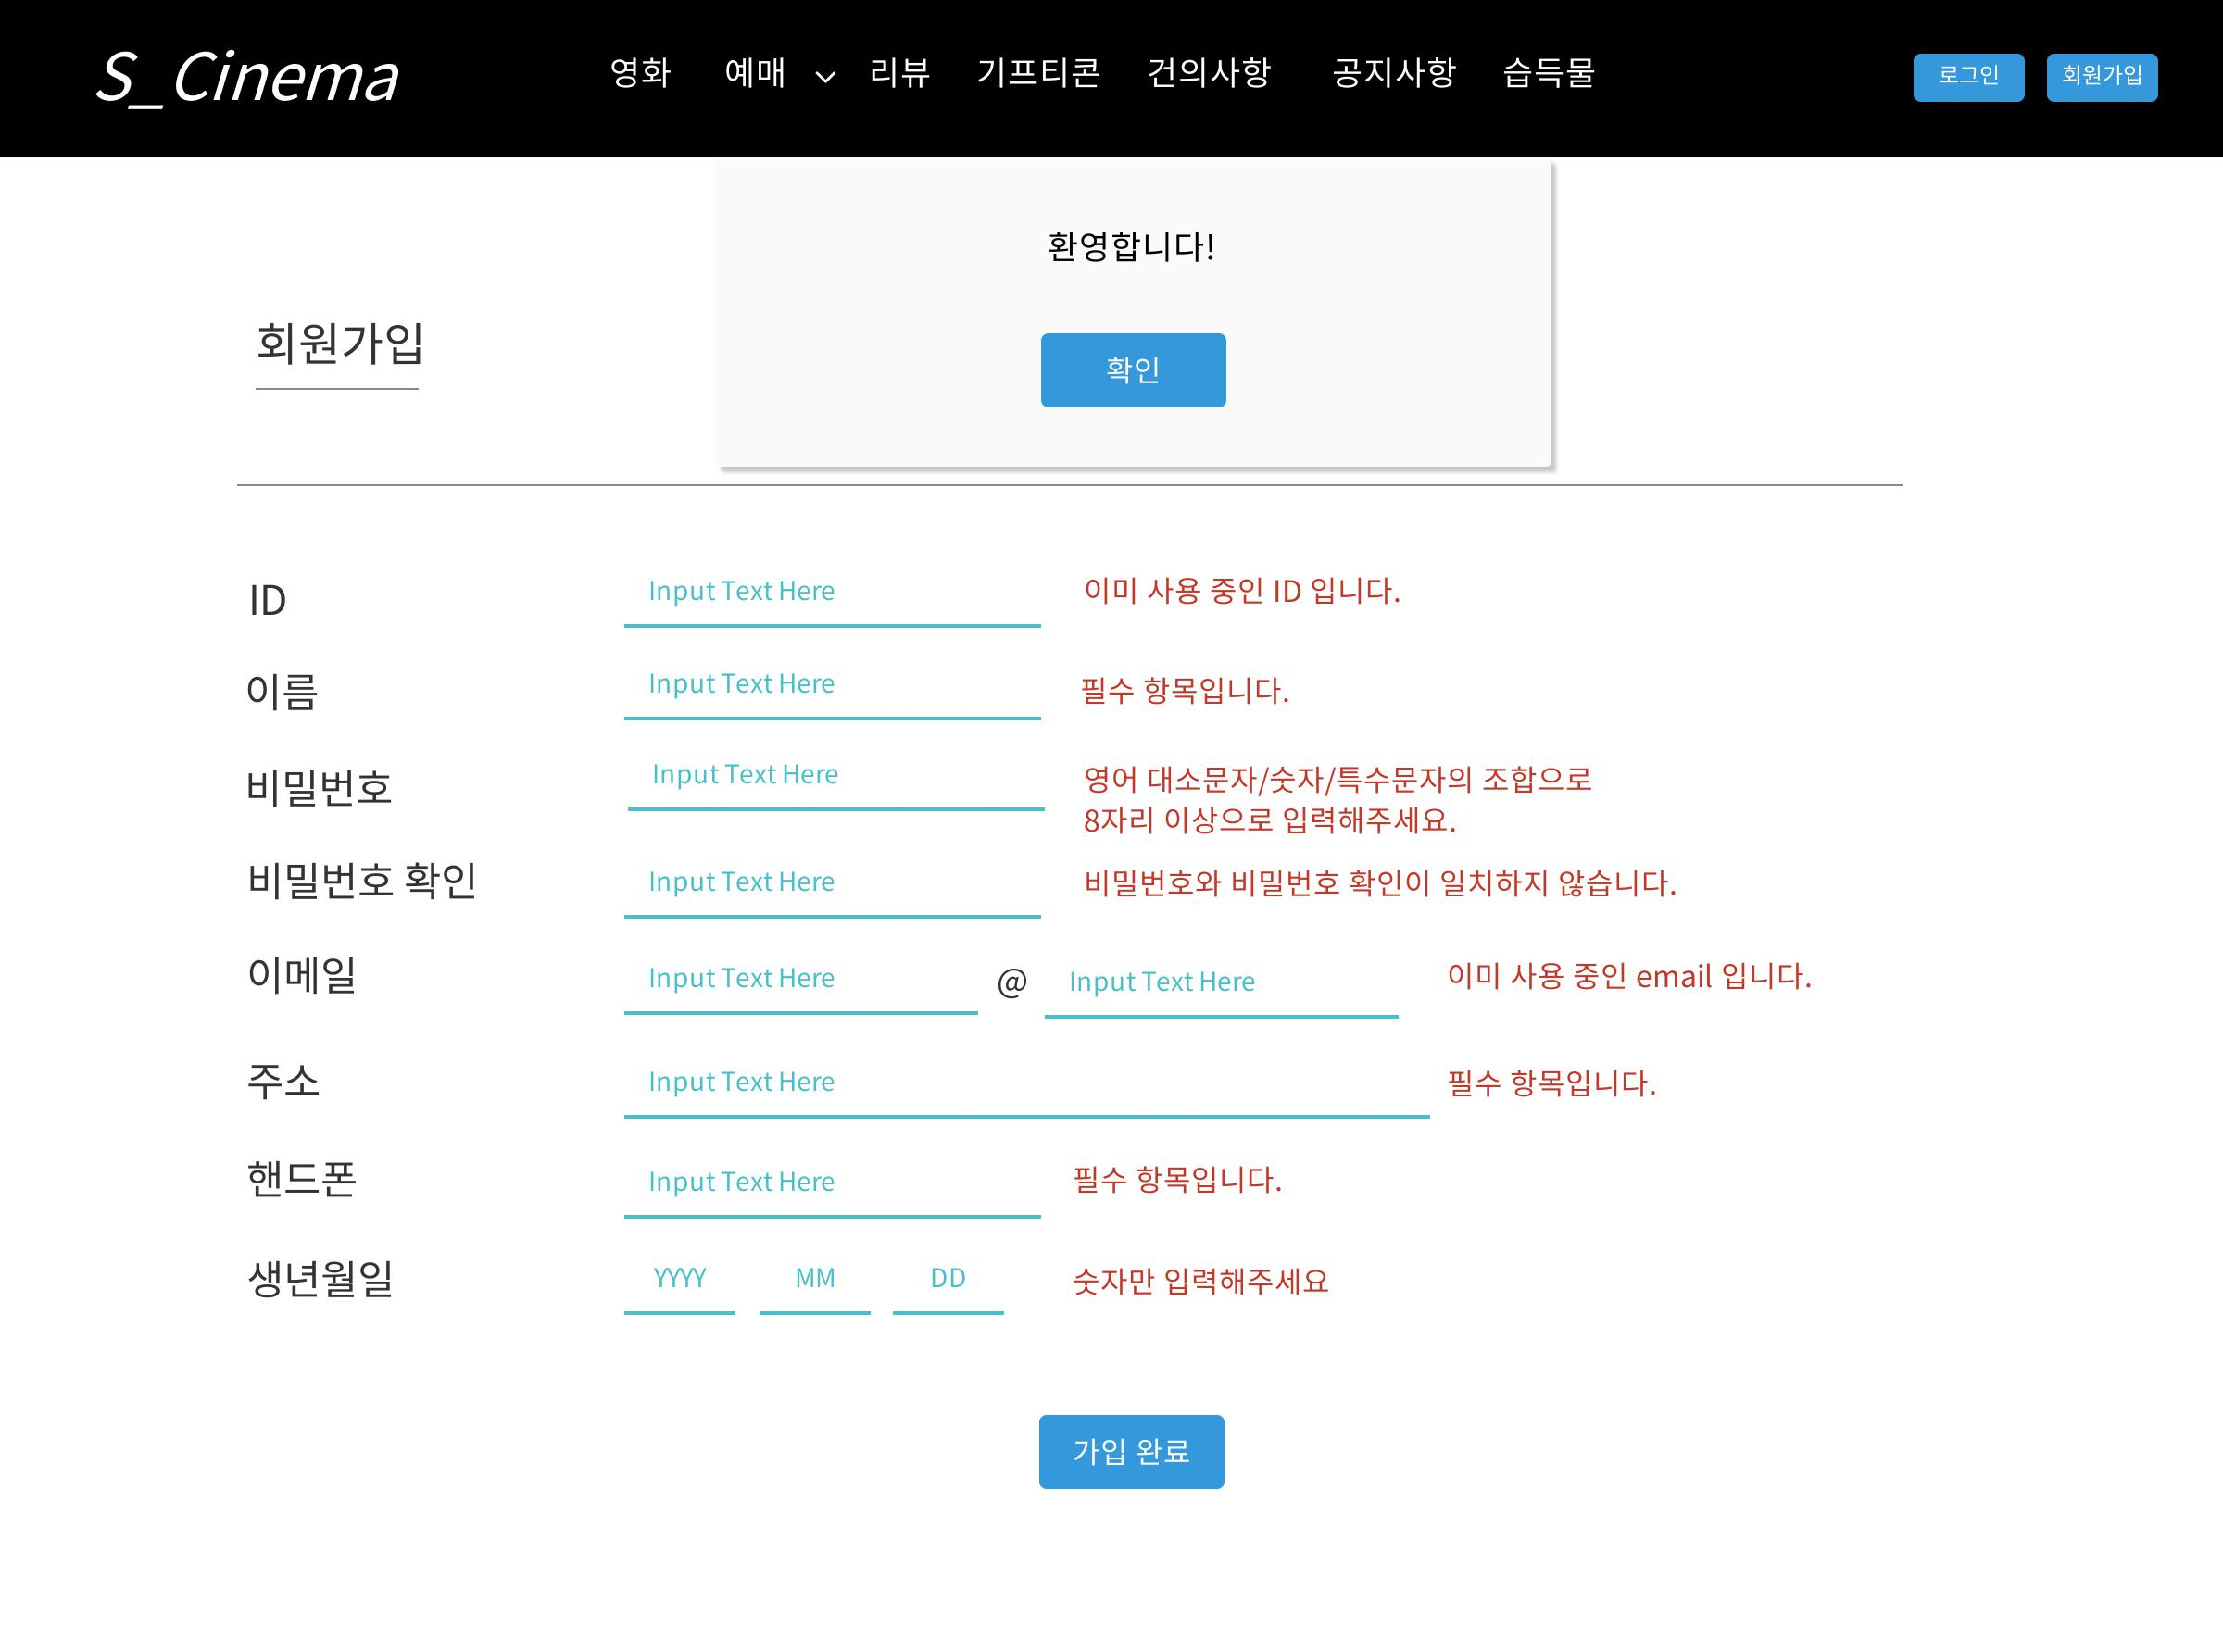 S_Cinema
영화 예매 리뷰 기프티콘 건의사항 공지사항 습득물
로그인 회원가입
환영합니다!
확인
회원가입
ID Input Text Here 이미 사용 중인 ID 입니다.
이름 Input Text Here 필수 항목입니다.
비밀번호 Input Text Here 영어 대소문자/숫자/특수문자의 조합으로
8자리 이상으로 입력해주세요.
비밀번호 확인 Input Text Here 비밀번호와 비밀번호 확인이 일치하지 않습니다.
이메일 Input Text Here @ Input Text Here 이미 사용 중인 email 입니다.
주소 Input Text Here 필수 항목입니다.
핸드폰 Input Text Here 필수 항목입니다.
생년월일 YYYY MM DD 숫자만 입력해주세요
가입 완료